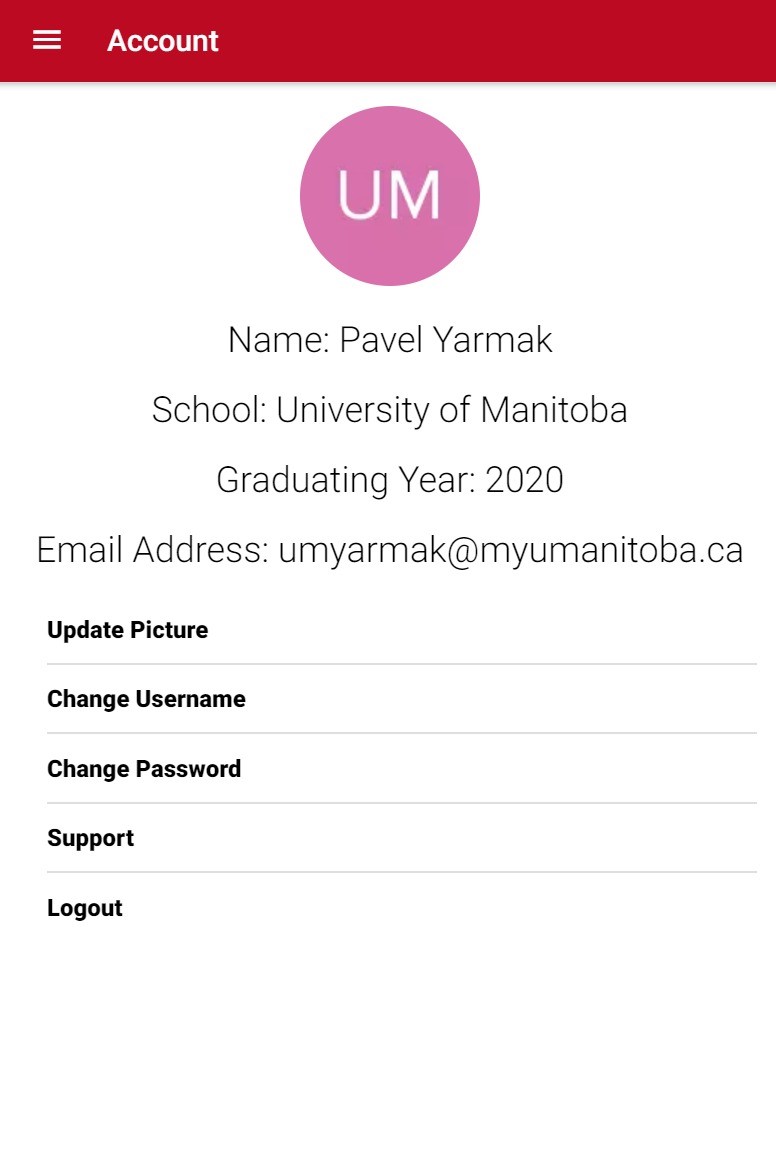 Account
UM
Name: Pavel Yarmak
School: University of Manitoba
Graduating Year: 2020
Email Address: umyarmak@myumanitoba.ca
Update Picture
Change Username
Change Password
Support
Logout